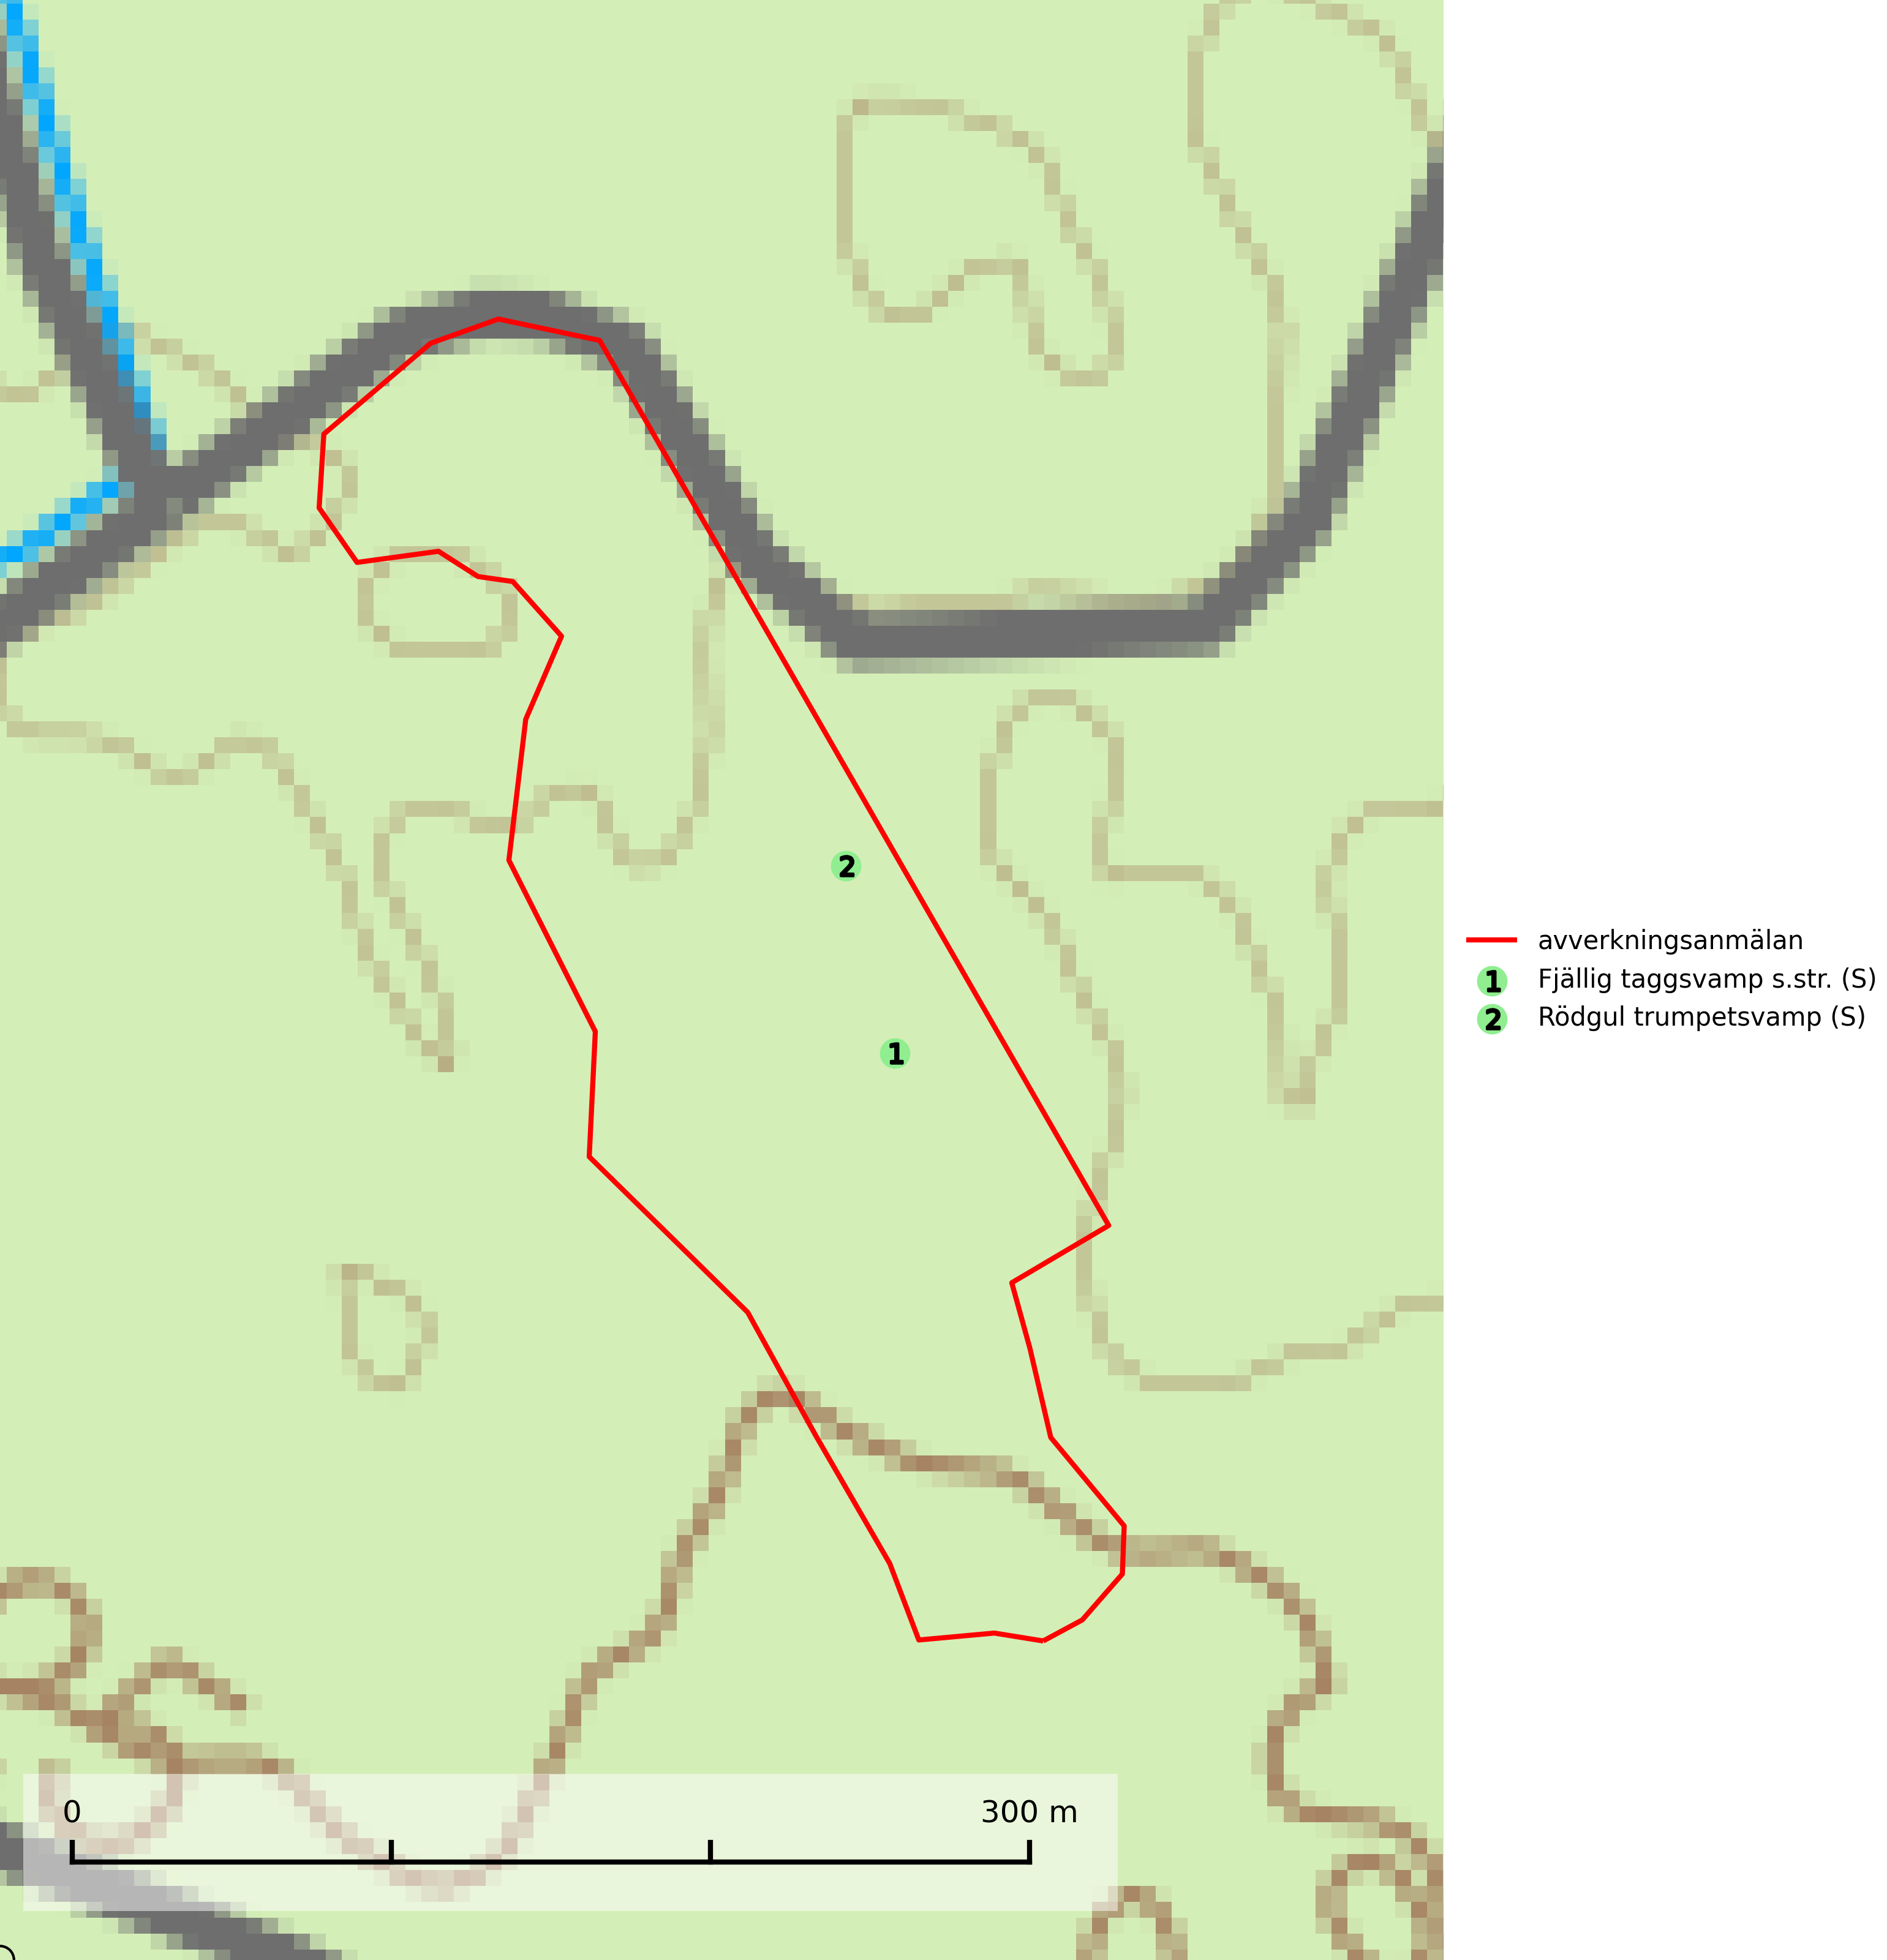 2
1
avverkningsanmälan
1 Fjällig taggsvamp s.str. (S)
2 Rödgul trumpetsvamp (S)
0 300 m